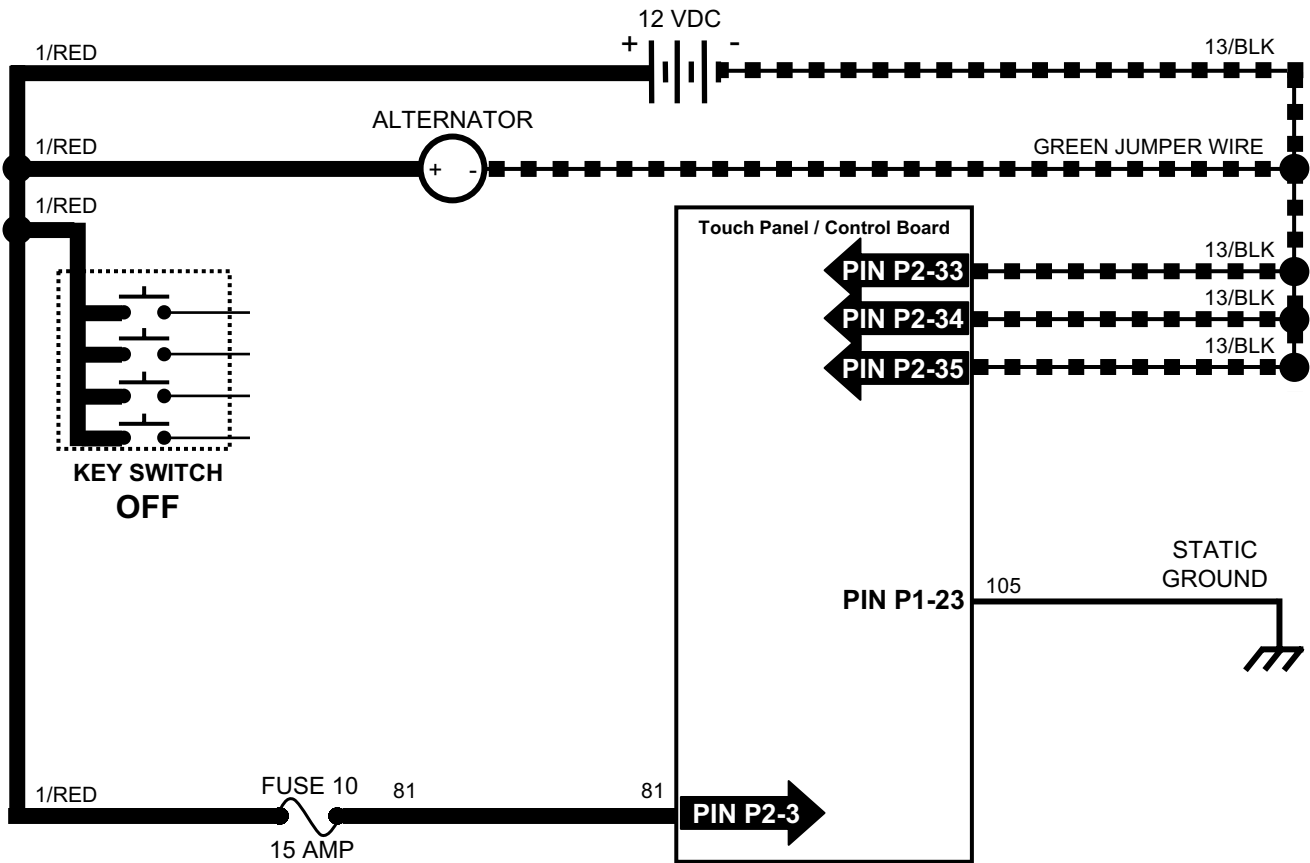 12 VDC
+ -
1/RED
13/BLK
ALTERNATOR
1/RED
+ -
GREEN JUMPER WIRE
1/RED
Touch Panel / Control Board
PIN P2-33
13/BLK
PIN P2-34
13/BLK
PIN P2-35
13/BLK
KEY SWITCH
OFF
STATIC
GROUND
PIN P1-23
105
1/RED
FUSE 10
81
81
PIN P2-3
15 AMP